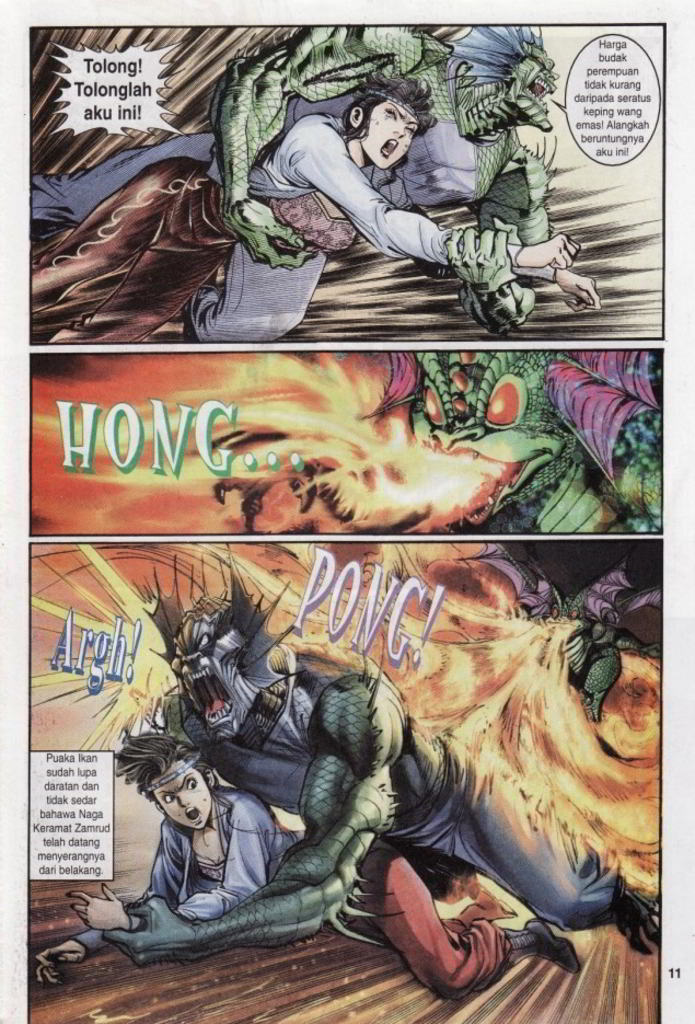 Tolong!
Tolonglah
aku ini!
Harga
budak
perempuan
tidak kurang
daripada seratus
keping wang
emas! Alangkah
beruntungnya
aku ini!
HONG...
PONG!
Argh!
Puaka Ikan
sudah lupa
daratan dan
tidak sedar
bahawa Naga
Keramat Zamrud
telah datang
menyerangnya
dari belakang.
11